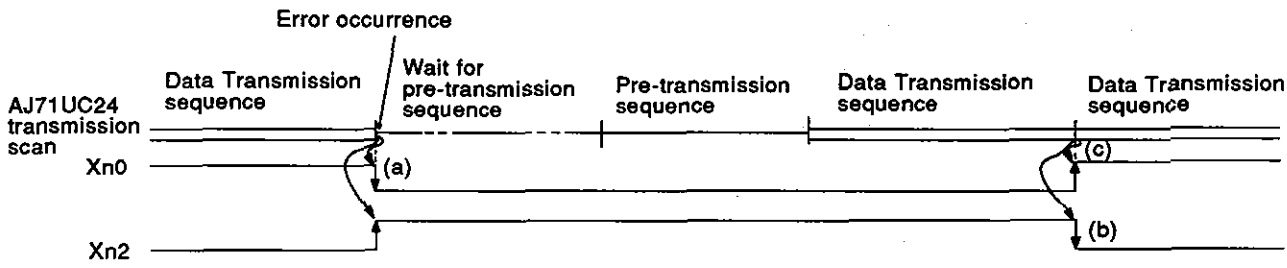 Error occurrence
Data Transmission
sequence
Wait for
pre-transmission
sequence
Pre-transmission
sequence
Data Transmission
sequence
Data Transmission
sequence
AJ71UC24
transmission
scan
Xn0
(a)
(c)
Xn2
(b)